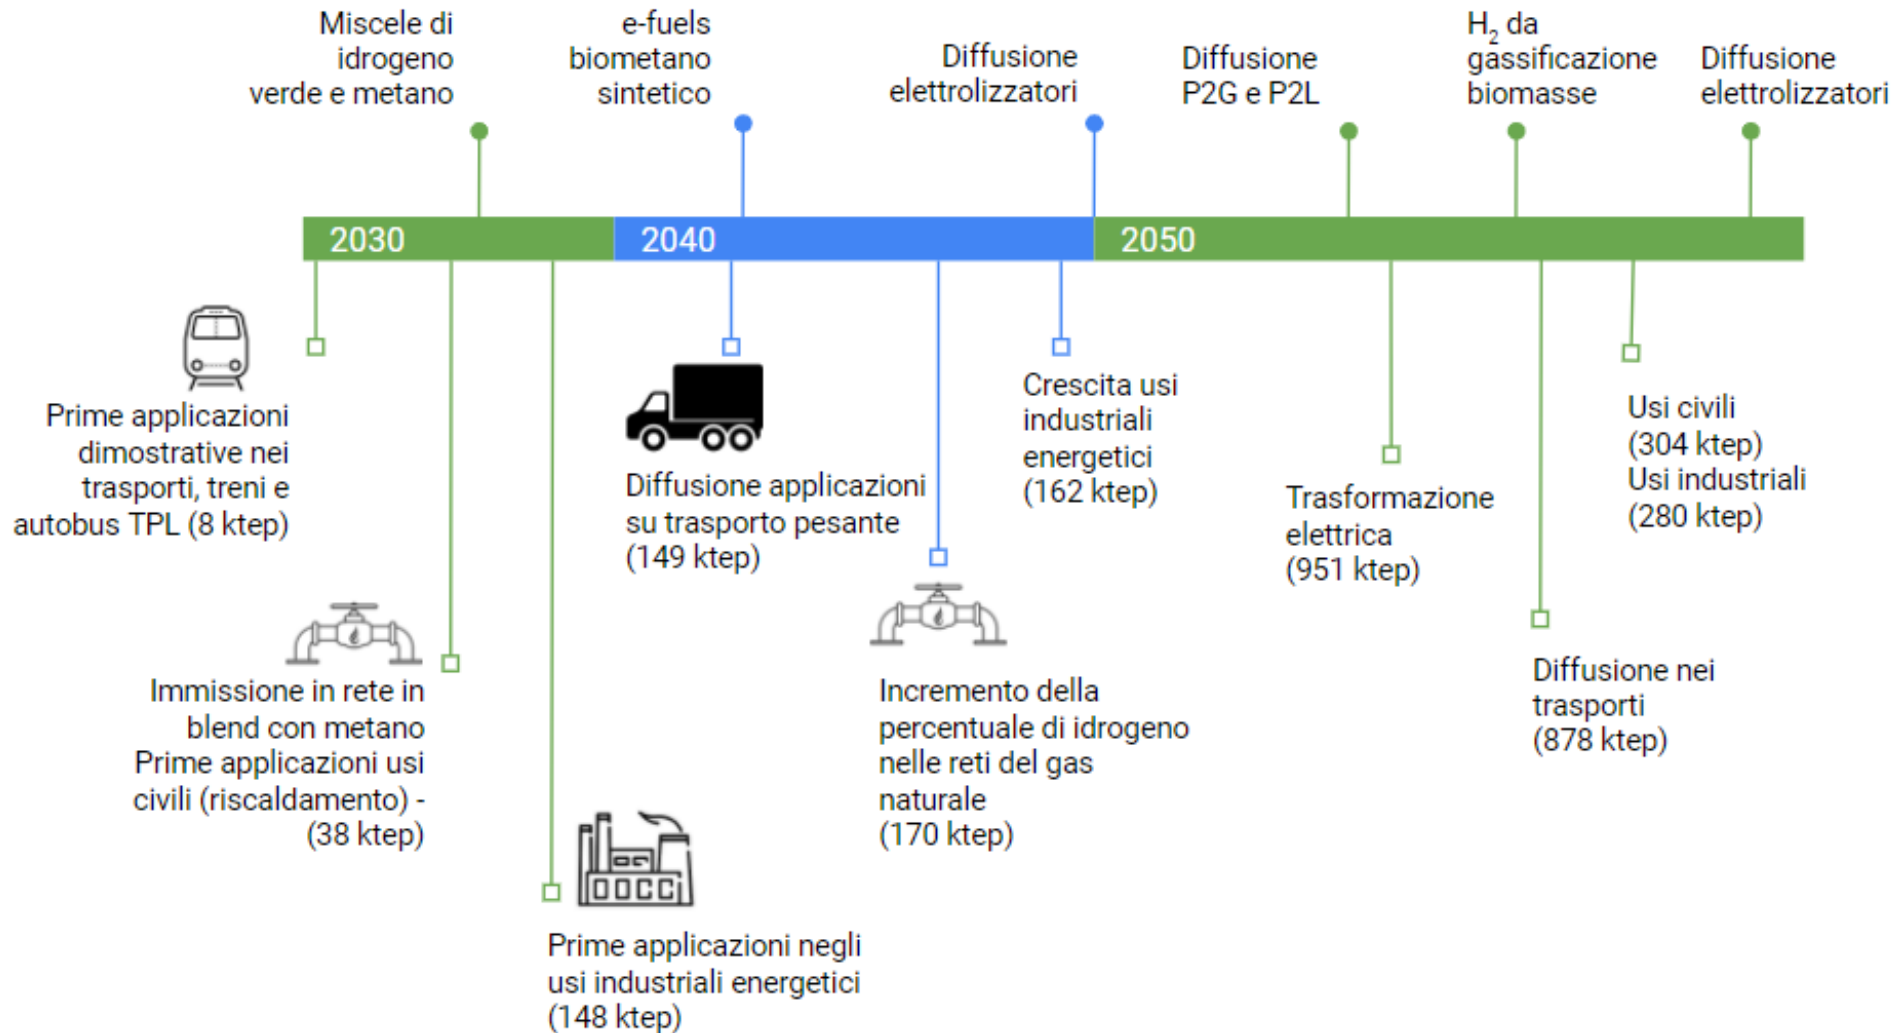 Miscele di
idrogeno
verde e metano
e-fuels
biometano
sintetico
Diffusione
elettrolizzatori
Diffusione
P2G e P2L
H₂ da
gassificazione
biomasse
Diffusione
elettrolizzatori
2030
2040
2050
Prime applicazioni
dimostrative nei
trasporti, treni e
autobus TPL (8 ktep)
Immissione in rete in
blend con metano
Prime applicazioni usi
civili (riscaldamento) -
(38 ktep)
Prime applicazioni negli
usi industriali energetici
(148 ktep)
Diffusione applicazioni
su trasporto pesante
(149 ktep)
Incremento della
percentuale di idrogeno
nelle reti del gas
naturale
(170 ktep)
Crescita usi
industriali
energetici
(162 ktep)
Trasformazione
elettrica
(951 ktep)
Diffusione nei
trasporti
(878 ktep)
Usi civili
(304 ktep)
Usi industriali
(280 ktep)